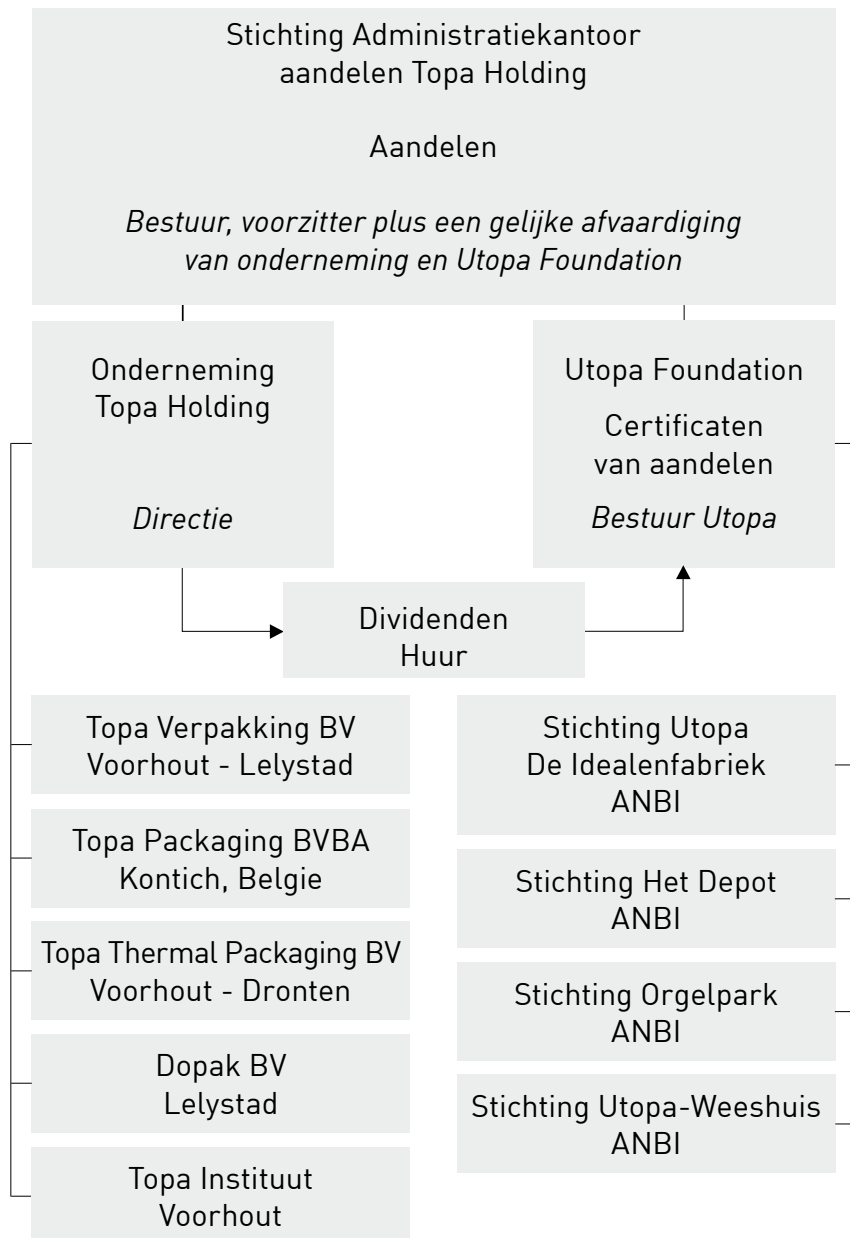 Stichting Administratiekantoor
aandelen Topa Holding
Aandelen
Bestuur, voorzitter plus een gelijke afvaardiging
van onderneming en Utopa Foundation
Onderneming
Topa Holding
Directie
Utopa Foundation
Certificaten
van aandelen
Bestuur Utopa
Dividenden
Huur
Topa Verpakking BV
Voorhout - Lelystad
Topa Packaging BVBA
Kontich, Belgie
Topa Thermal Packaging BV
Voorhout - Dronten
Dopak BV
Lelystad
Topa Instituut
Voorhout
Stichting Utopa
De Idealenfabriek
ANBI
Stichting Het Depot
ANBI
Stichting Orgelpark
ANBI
Stichting Utopa-Weeshuis
ANBI